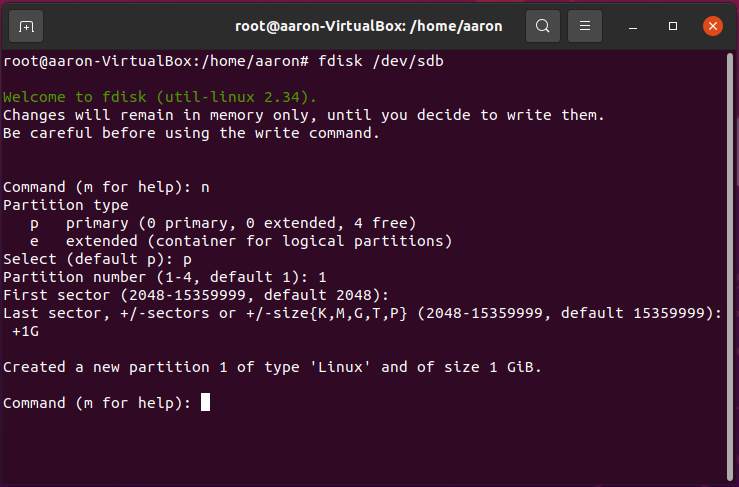 root@aaron-VirtualBox: /home/aaron
root@aaron-VirtualBox:/home/aaron# fdisk /dev/sdb
Welcome to fdisk (util-linux 2.34).
Changes will remain in memory only, until you decide to write them.
Be careful before using the write command.
Command (m for help): n
Partition type
   p   primary (0 primary, 0 extended, 4 free)
   e   extended (container for logical partitions)
Select (default p): p
Partition number (1-4, default 1): 1
First sector (2048-15359999, default 2048):
Last sector, +/-sectors or +/-size{K,M,G,T,P} (2048-15359999, default 15359999):
 +1G
Created a new partition 1 of type 'Linux' and of size 1 GiB.
Command (m for help):